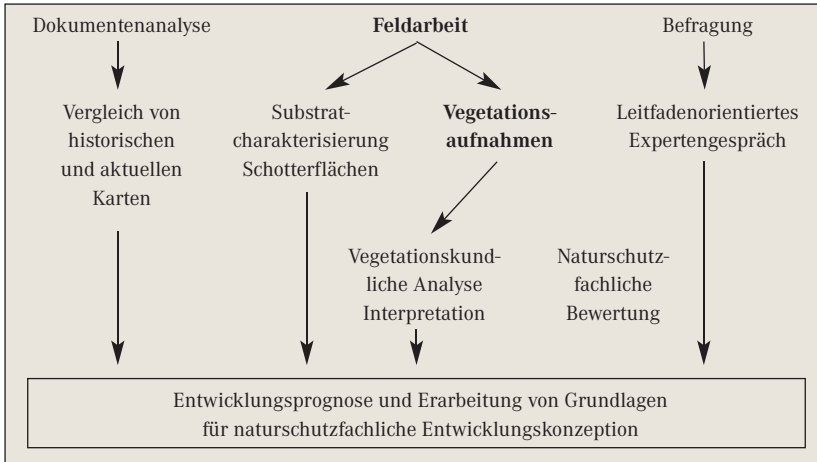 Dokumentenanalyse
Feldarbeit
Befragung
Vergleich von
historischen
und aktuellen
Karten
Substrat-
charakterisierung
Schotterflächen
Vegetations-
aufnahmen
Leitfadenorientiertes
Expertengespräch
Vegetationskund-
liche Analyse
Interpretation
Naturschutz-
fachliche
Bewertung
Entwicklungsprognose und Erarbeitung von Grundlagen
für naturschutzfachliche Entwicklungskonzeption